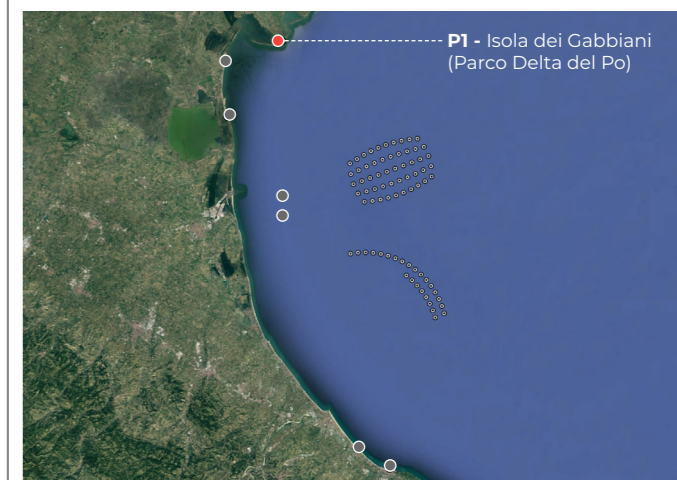 P1 - Isola dei Gabbiani
(Parco Delta del Po)